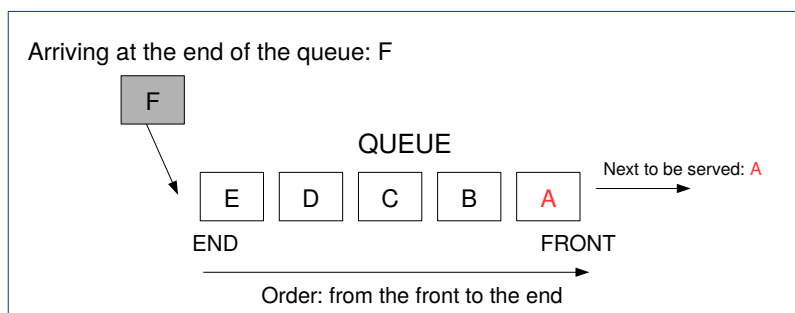 Arriving at the end of the queue: F
F
QUEUE
Next to be served: A
E D C B A
END FRONT
Order: from the front to the end